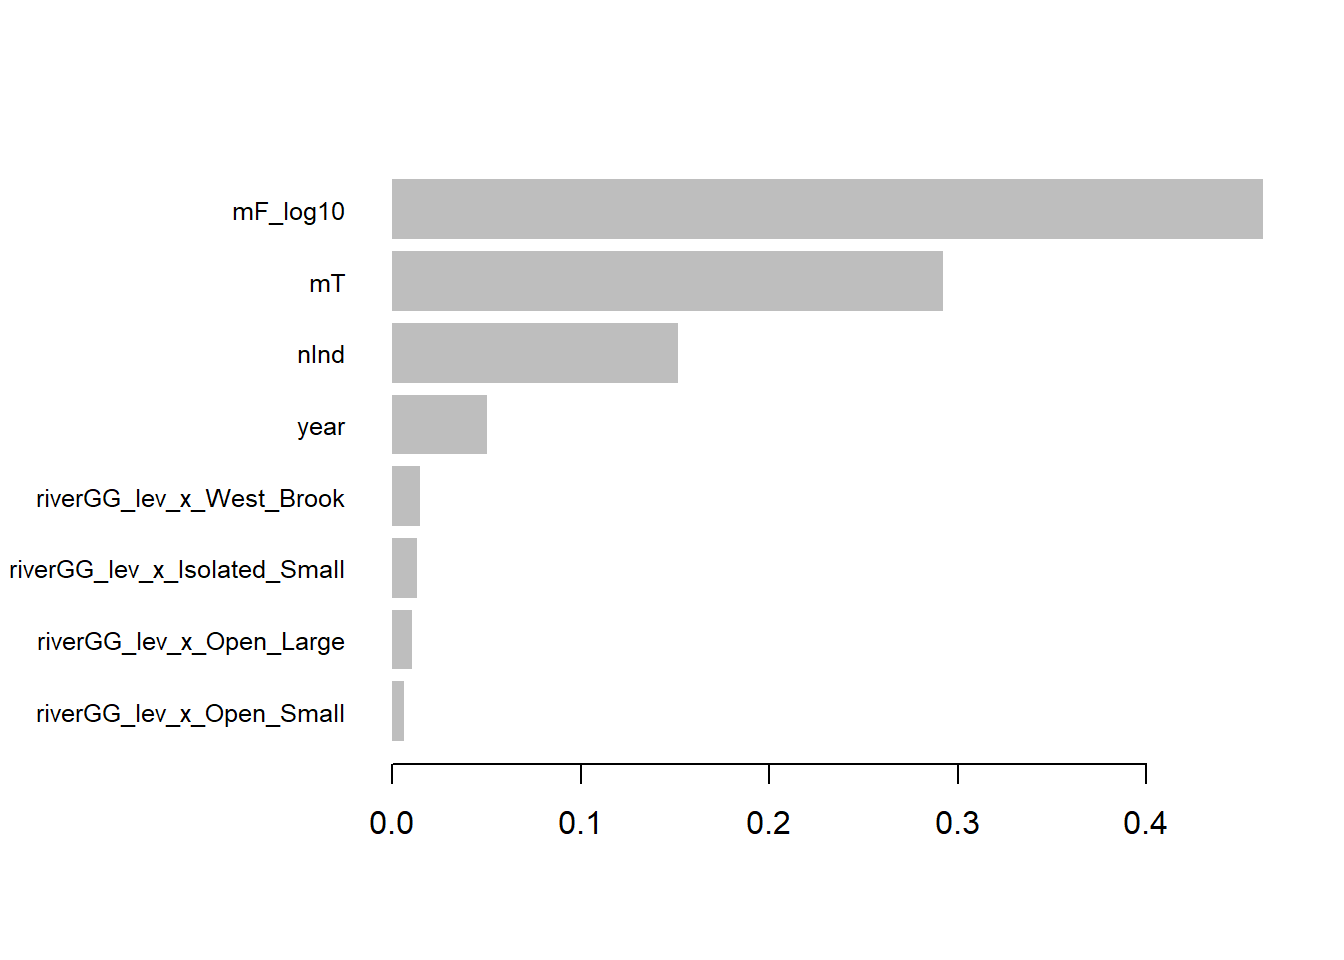 mF_log10
mT
nInd
year
riverGG_lev_x_West_Brook
riverGG_lev_x_Isolated_Small
riverGG_lev_x_Open_Large
riverGG_lev_x_Open_Small
0.0 0.1 0.2 0.3 0.4